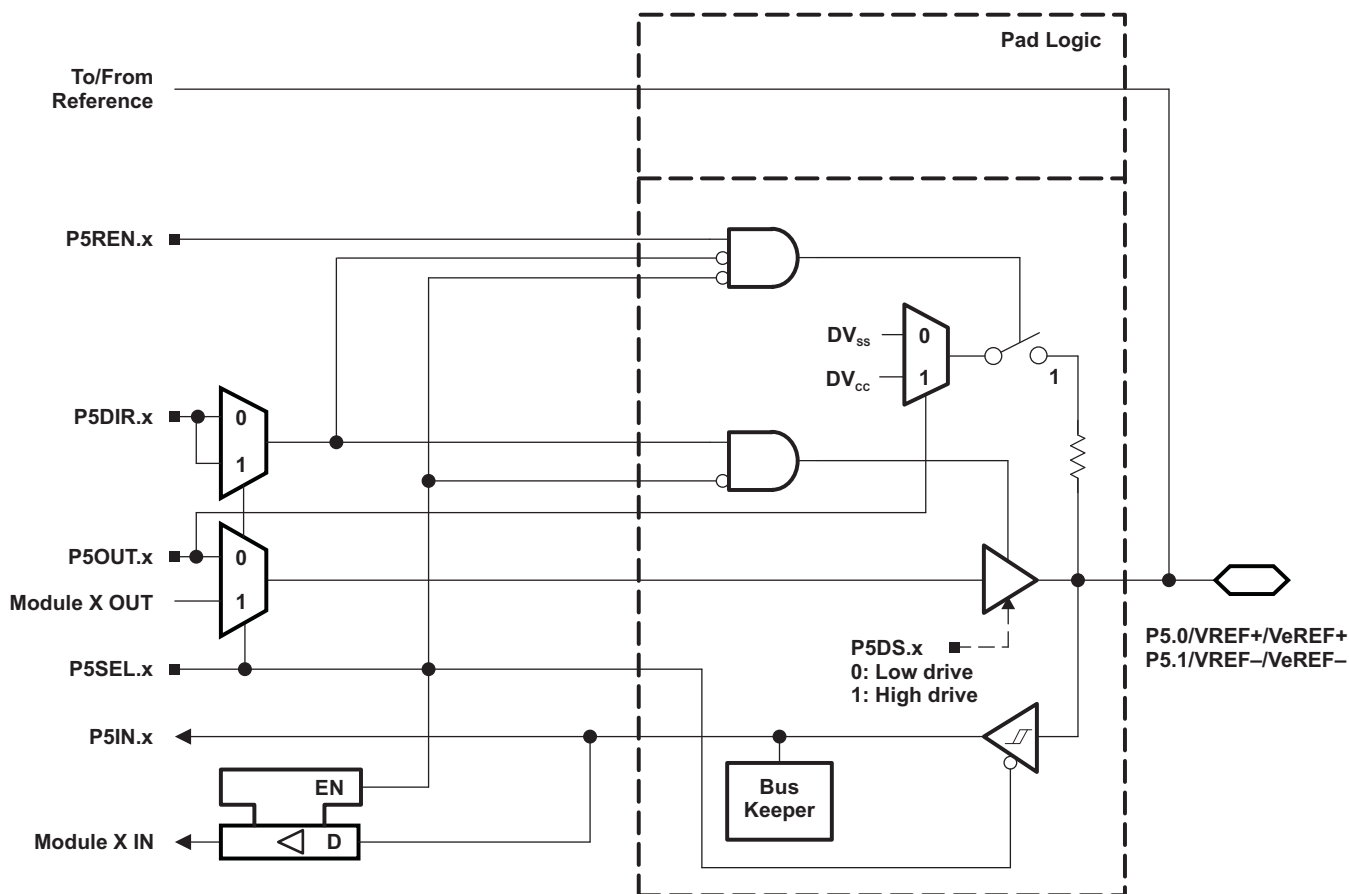 Pad Logic
To/From
Reference
P5REN.x
DVSS
0
DVCC
1
1
P5DIR.x
0
1
P5OUT.x
0
Module X OUT
1
P5SEL.x
P5DS.x
0: Low drive
1: High drive
P5.0/VREF+/VeREF+
P5.1/VREF–/VeREF–
P5IN.x
EN
Bus
Keeper
Module X IN
D